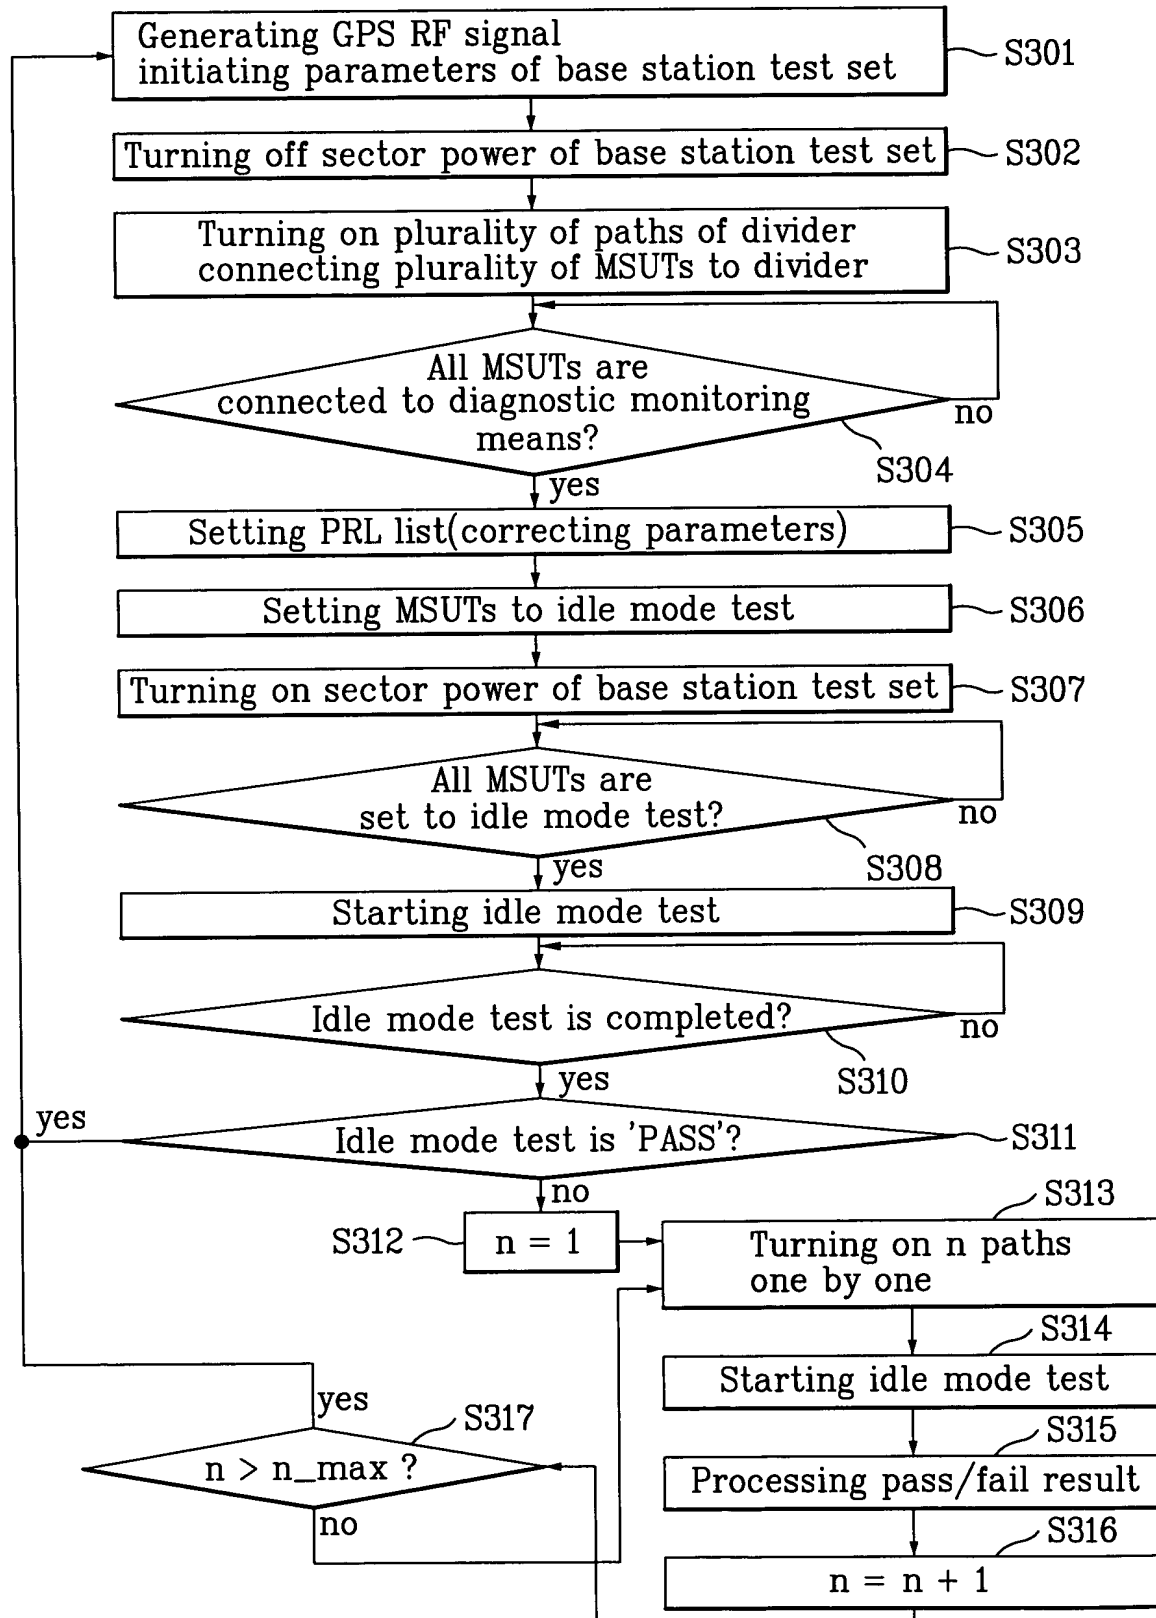 Generating GPS RF signal
initiating parameters of base station test set
S301
Turning off sector power of base station test set
S302
Turning on plurality of paths of divider
connecting plurality of MSUTs to divider
S303
All MSUTs are
connected to diagnostic monitoring
means?
no
S304
yes
Setting PRL list(correcting parameters)
S305
Setting MSUTs to idle mode test
S306
Turning on sector power of base station test set
S307
All MSUTs are
set to idle mode test?
no
S308
yes
Starting idle mode test
S309
Idle mode test is completed?
no
S310
yes
yes
Idle mode test is 'PASS'?
S311
no
S312
n = 1
S313
Turning on n paths
one by one
S314
Starting idle mode test
yes
S317
n > n_max ?
no
S315
Processing pass/fail result
S316
n = n + 1